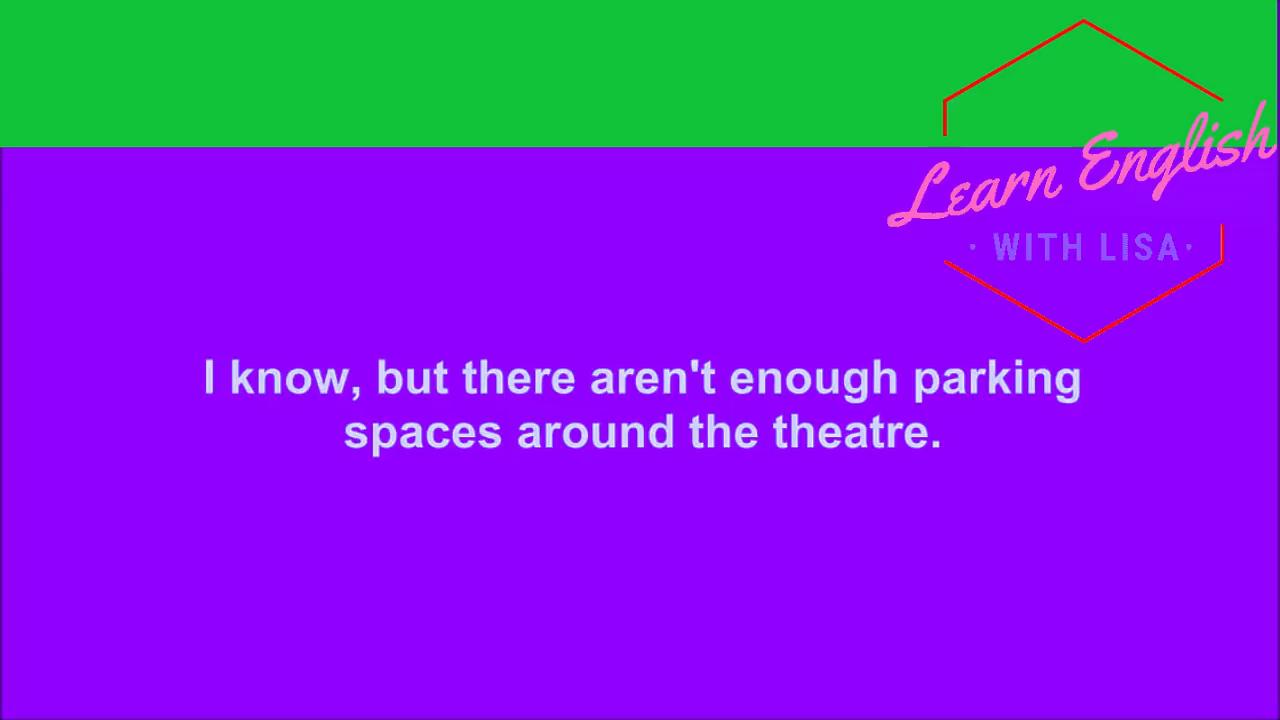 Learn English
· WITH LISA·
I know, but there aren't enough parking
spaces around the theatre.